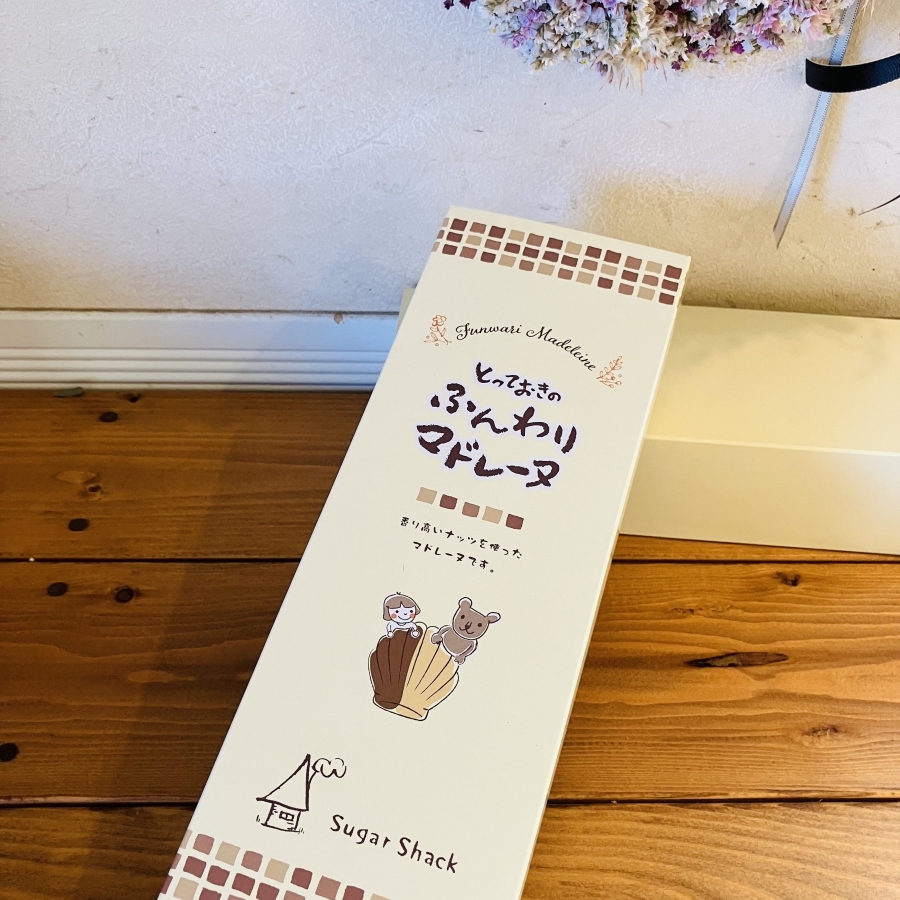 Funwari Madeleine
とっておきの
ふんわり
マドレーヌ
香り高いナッツを使った
マドレーヌです。
Sugar Shack